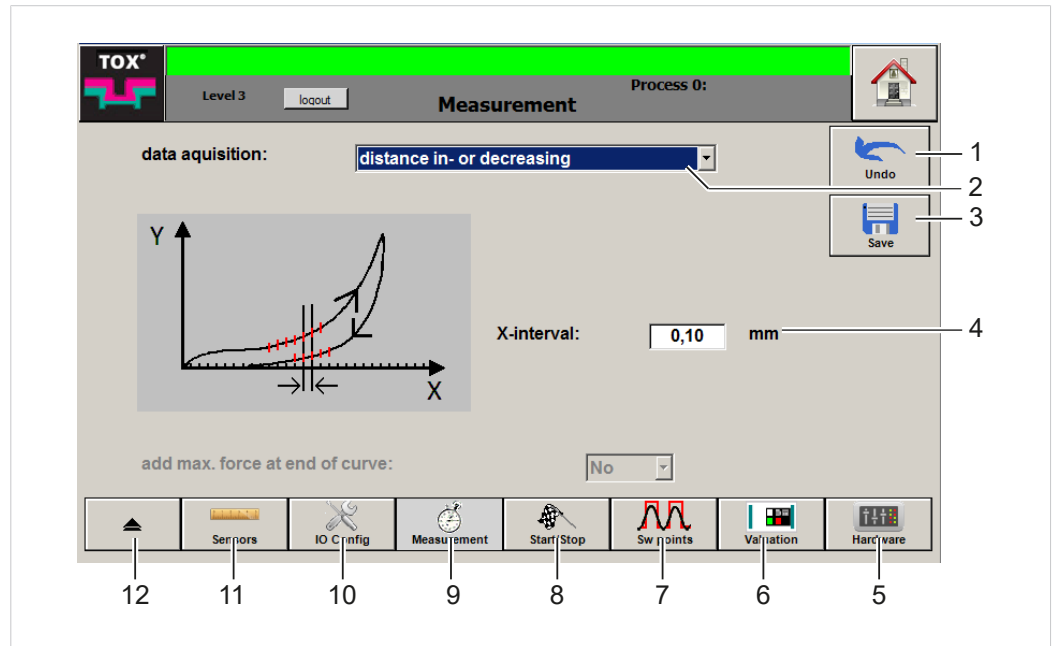 TOX®
Level 3
logout
Measurement
Process 0:
data aquisition:
distance in- or decreasing
Undo
1
2
Save
3
Y
X
X-interval:
0,10
mm
4
add max. force at end of curve:
No
Sensors
IO Config
Measurement
Start/Stop
Sw points
Valuation
Hardware
12
11
10
9
8
7
6
5